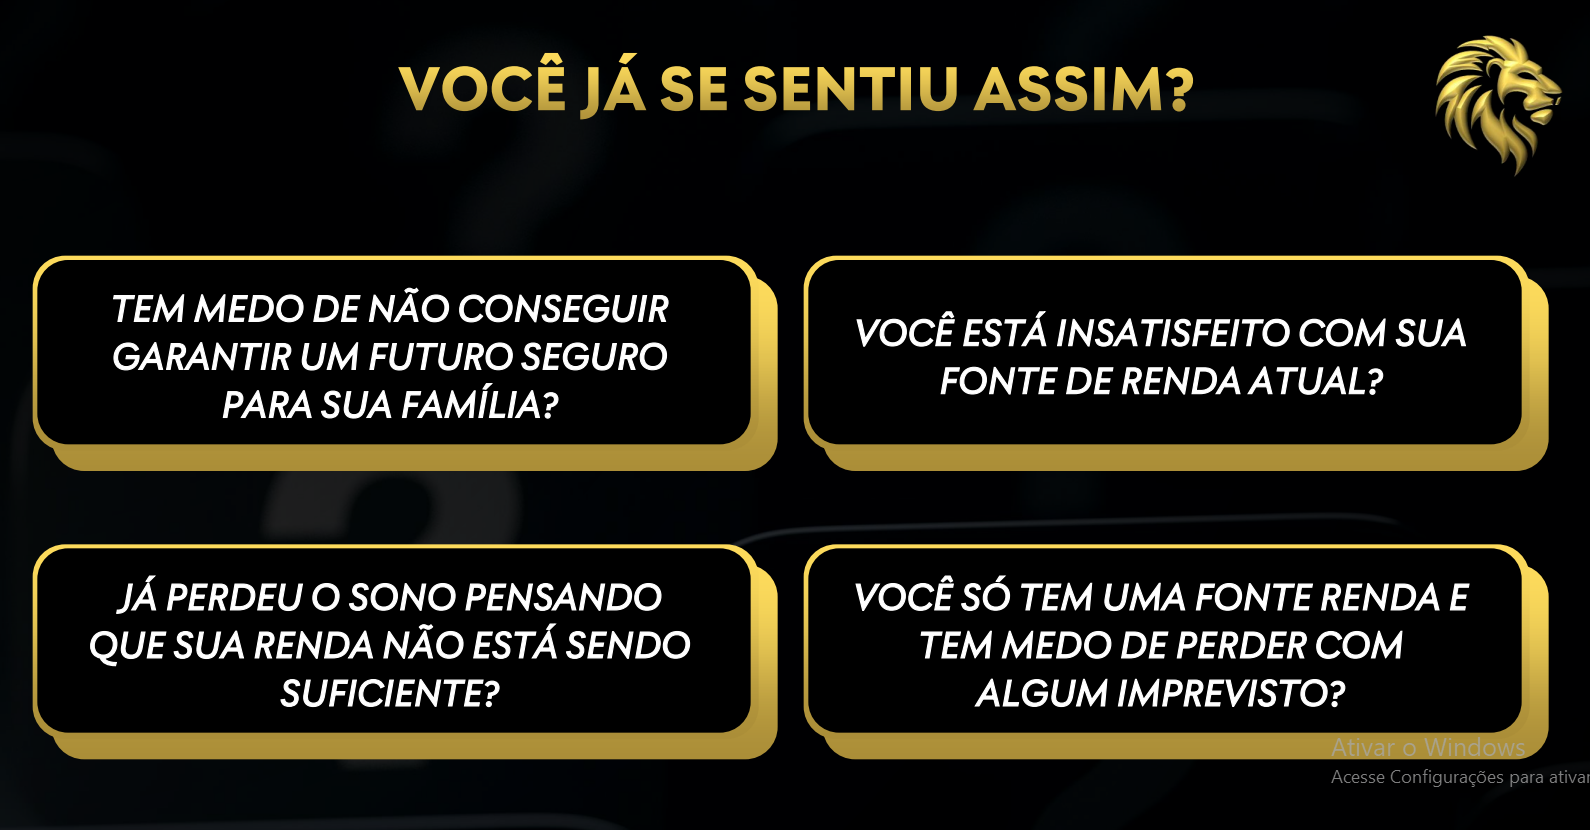 VOCÊ JÁ SE SENTIU ASSIM?
TEM MEDO DE NÃO CONSEGUIR
GARANTIR UM FUTURO SEGURO
PARA SUA FAMÍLIA?
VOCÊ ESTÁ INSATISFEITO COM SUA
FONTE DE RENDA ATUAL?
JÁ PERDEU O SONO PENSANDO
QUE SUA RENDA NÃO ESTÁ SENDO
SUFICIENTE?
VOCÊ SÓ TEM UMA FONTE RENDA E
TEM MEDO DE PERDER COM
ALGUM IMPREVISTO?
Ativar o Windows
Acesse Configurações para ativar